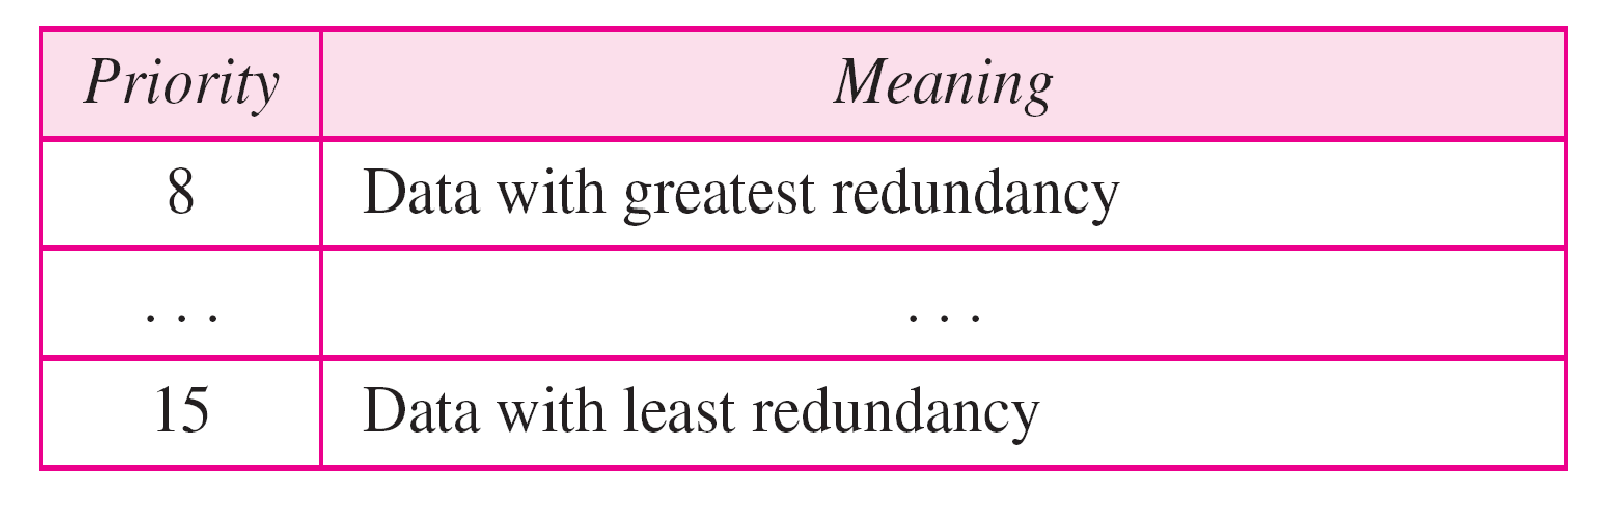 Priority Meaning
8 Data with greatest redundancy
. . . . . .
15 Data with least redundancy